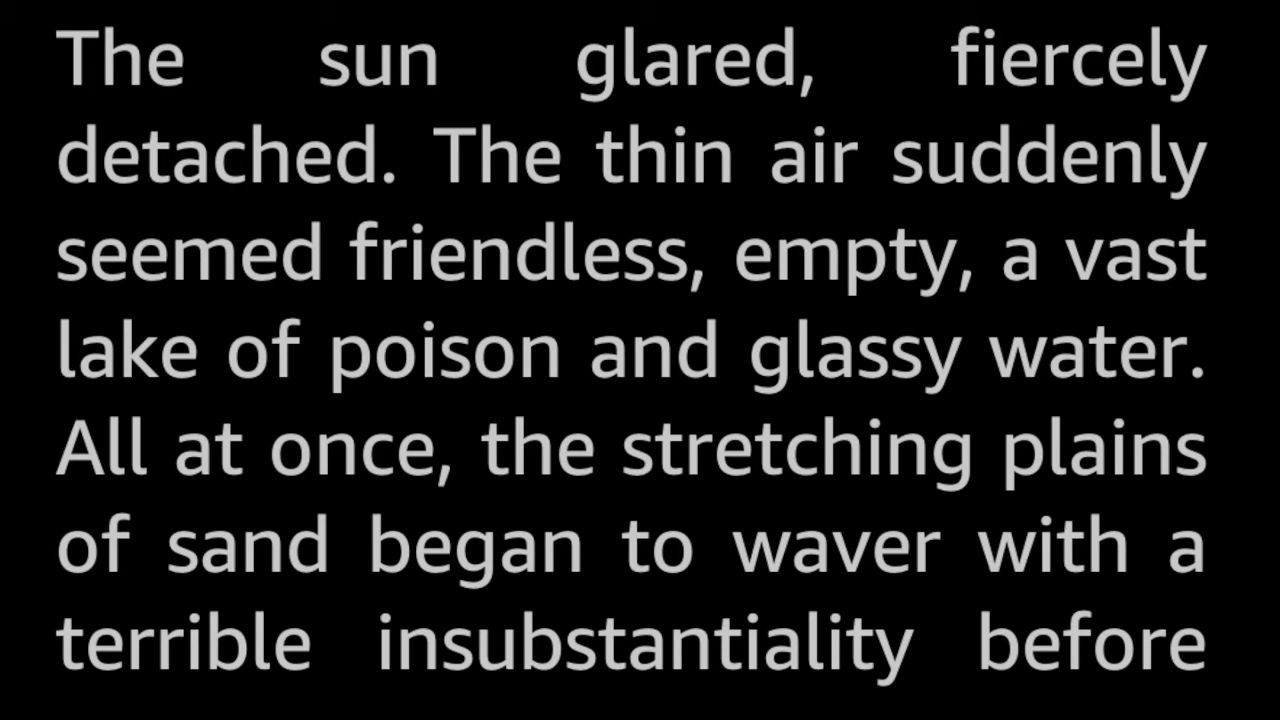 The sun glared, fiercely
detached. The thin air suddenly
seemed friendless, empty, a vast
lake of poison and glassy water.
All at once, the stretching plains
of sand began to waver with a
terrible insubstantiality before